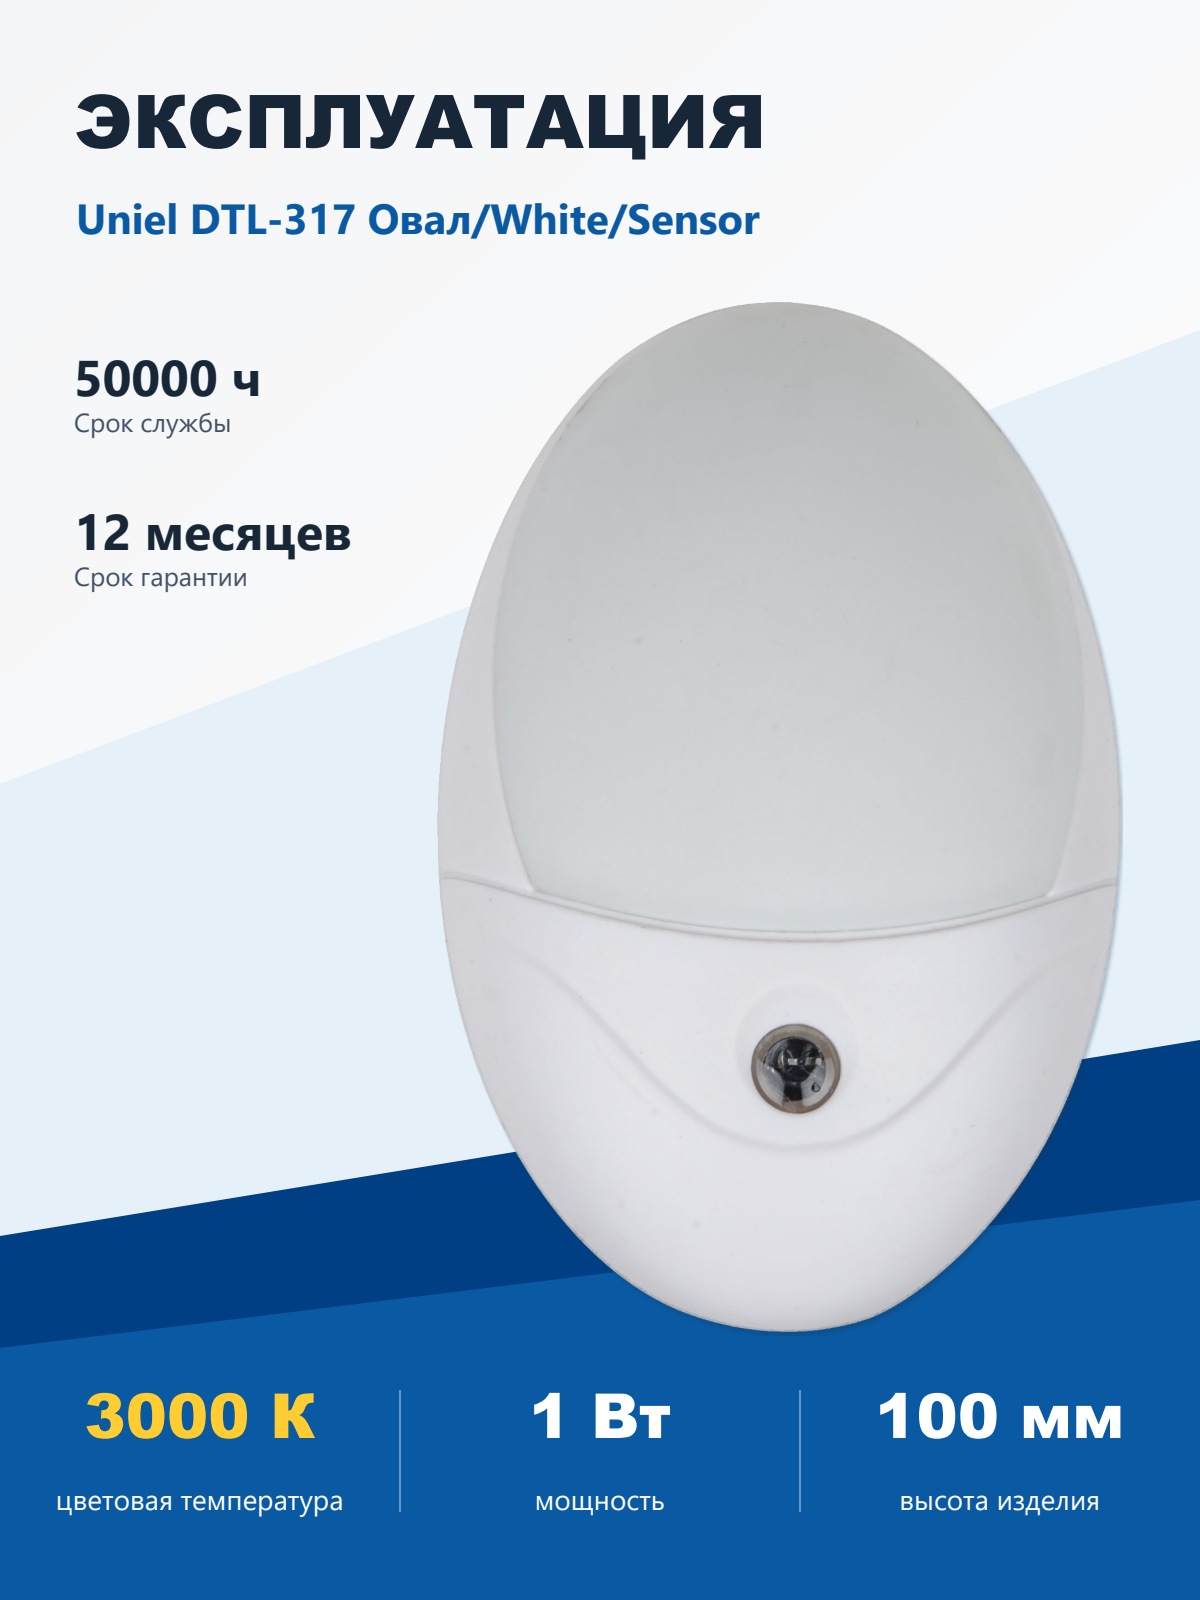 ЭКСПЛУАТАЦИЯ
Uniel DTL-317 Овал/White/Sensor
50000 ч
Срок службы
12 месяцев
Срок гарантии
3000 К
цветовая температура
1 Вт
мощность
100 мм
высота изделия